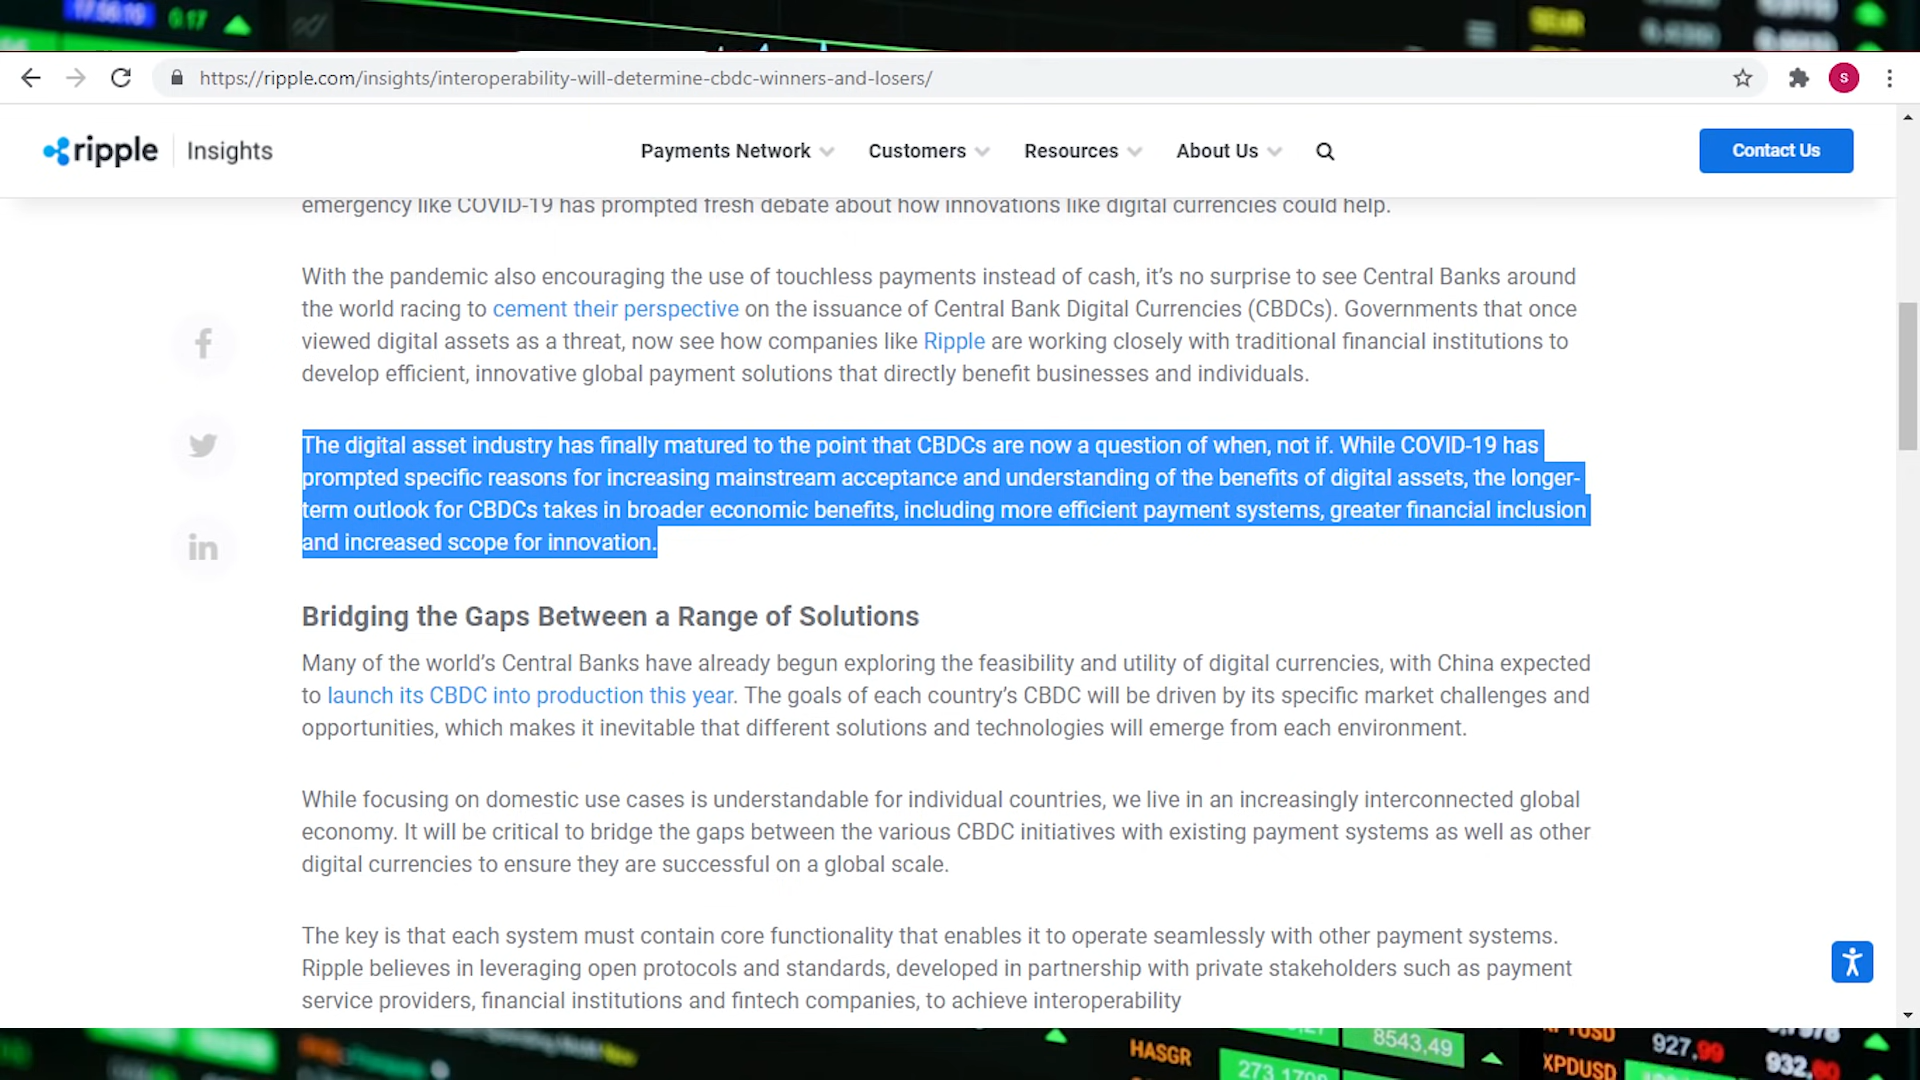 17:56:10 0.17
https://ripple.com/insights/interoperability-will-determine-cbdc-winners-and-losers/
S
ripple Insights
Payments Network Customers Resources About Us
Contact Us
emergency like COVID-19 has prompted fresh debate about how innovations like digital currencies could help.
With the pandemic also encouraging the use of touchless payments instead of cash, it's no surprise to see Central Banks around
the world racing to cement their perspective on the issuance of Central Bank Digital Currencies (CBDCs). Governments that once
viewed digital assets as a threat, now see how companies like Ripple are working closely with traditional financial institutions to
develop efficient, innovative global payment solutions that directly benefit businesses and individuals.
The digital asset industry has finally matured to the point that CBDCs are now a question of when, not if. While COVID-19 has
prompted specific reasons for increasing mainstream acceptance and understanding of the benefits of digital assets, the longer-
term outlook for CBDCs takes in broader economic benefits, including more efficient payment systems, greater financial inclusion
and increased scope for innovation.
Bridging the Gaps Between a Range of Solutions
Many of the world's Central Banks have already begun exploring the feasibility and utility of digital currencies, with China expected
to launch its CBDC into production this year. The goals of each country's CBDC will be driven by its specific market challenges and
opportunities, which makes it inevitable that different solutions and technologies will emerge from each environment.
While focusing on domestic use cases is understandable for individual countries, we live in an increasingly interconnected global
economy. It will be critical to bridge the gaps between the various CBDC initiatives with existing payment systems as well as other
digital currencies to ensure they are successful on a global scale.
The key is that each system must contain core functionality that enables it to operate seamlessly with other payment systems.
Ripple believes in leveraging open protocols and standards, developed in partnership with private stakeholders such as payment
service providers, financial institutions and fintech companies, to achieve interoperability
HASGR 8543,49 927,99
XPDUSD